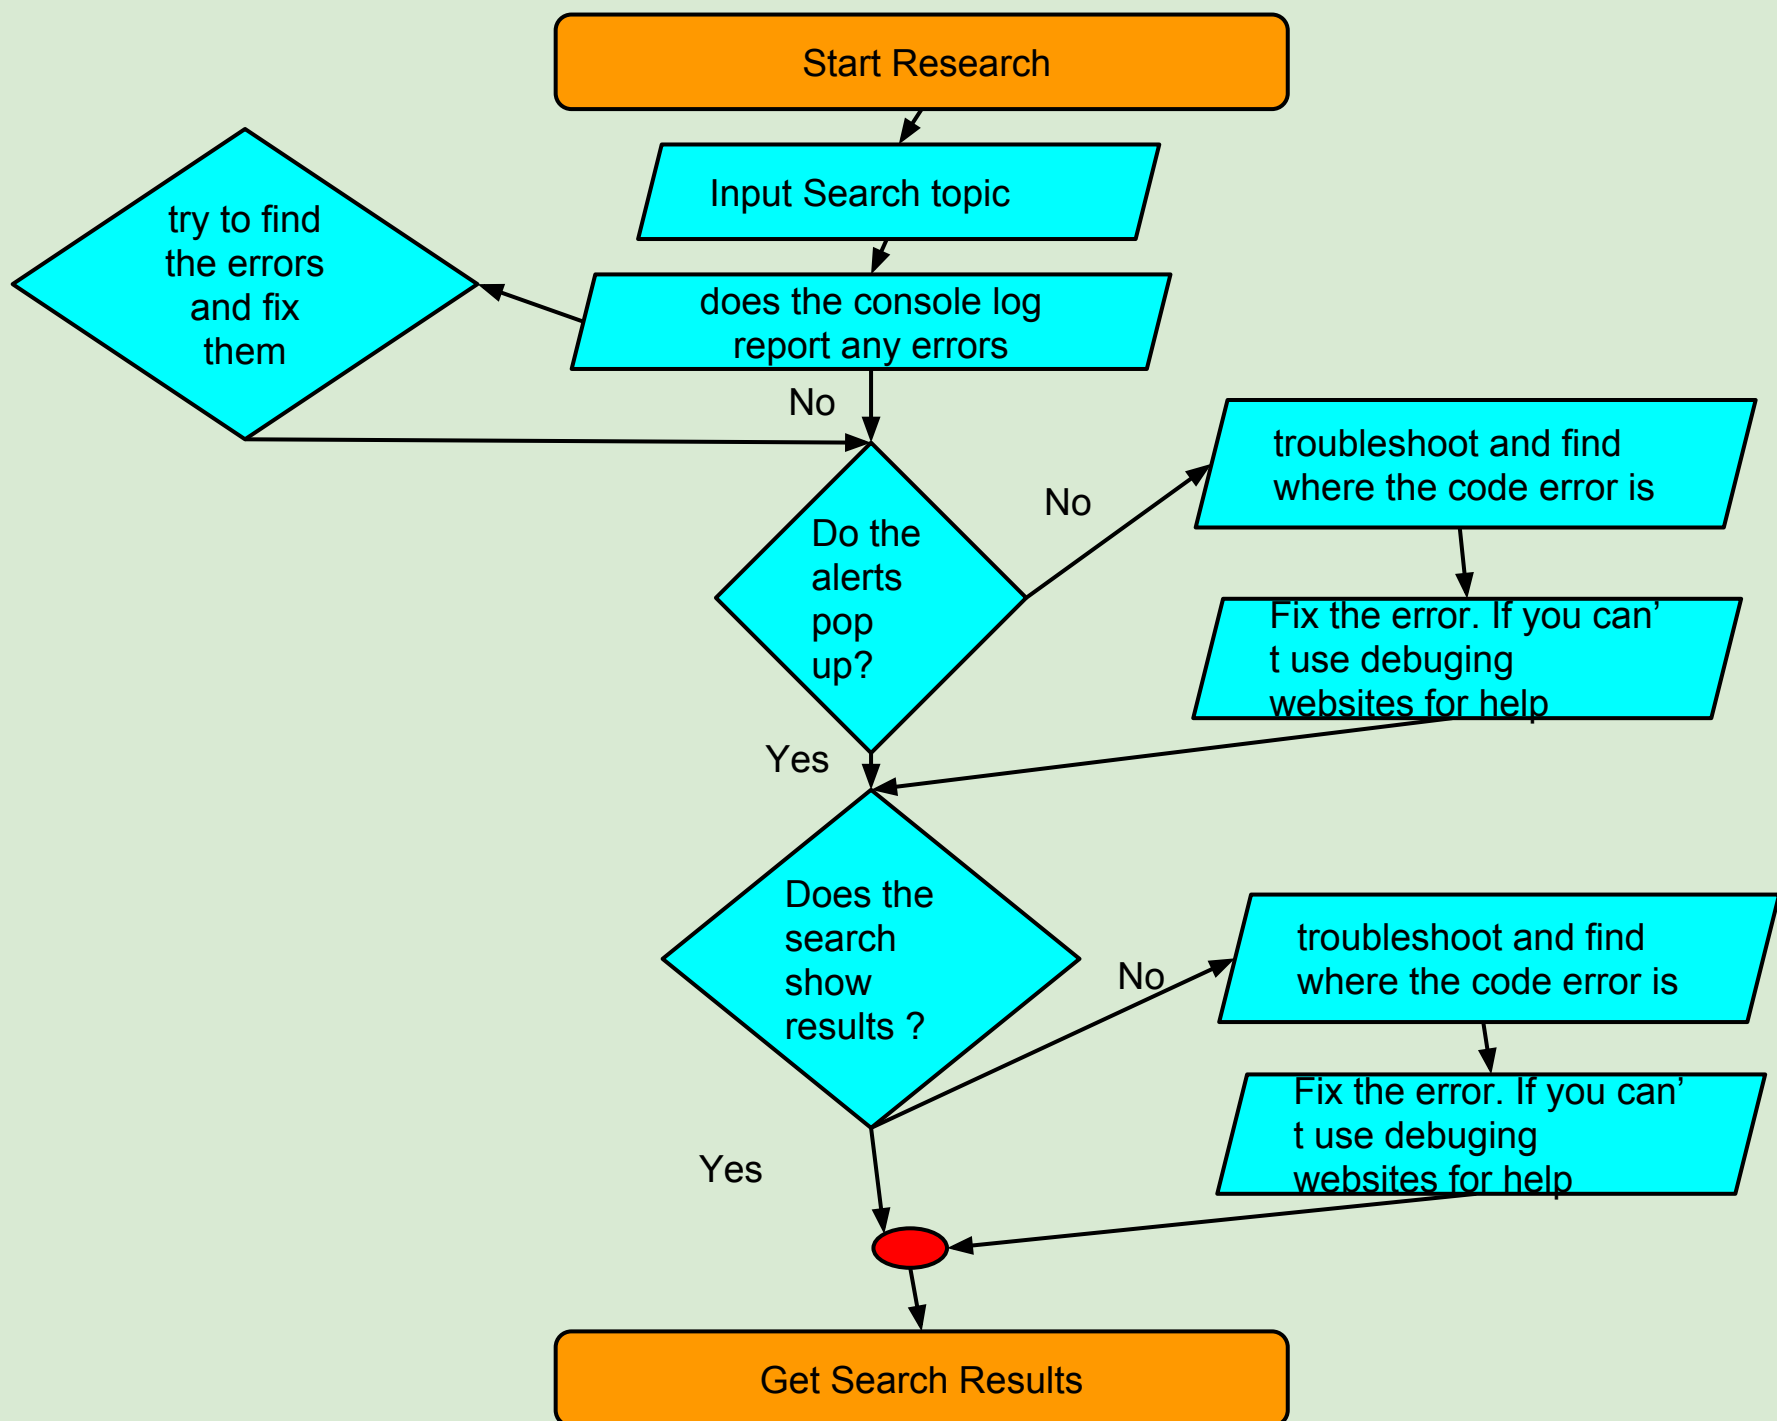 Start Research
Input Search topic
try to find
the errors
and fix
them
does the console log
report any errors
No
troubleshoot and find
where the code error is
No
Do the
alerts
pop
up?
Fix the error. If you can’
t use debuging
websites for help
Yes
Does the
search
show
results ?
troubleshoot and find
where the code error is
No
Fix the error. If you can’
t use debuging
websites for help
Yes
Get Search Results